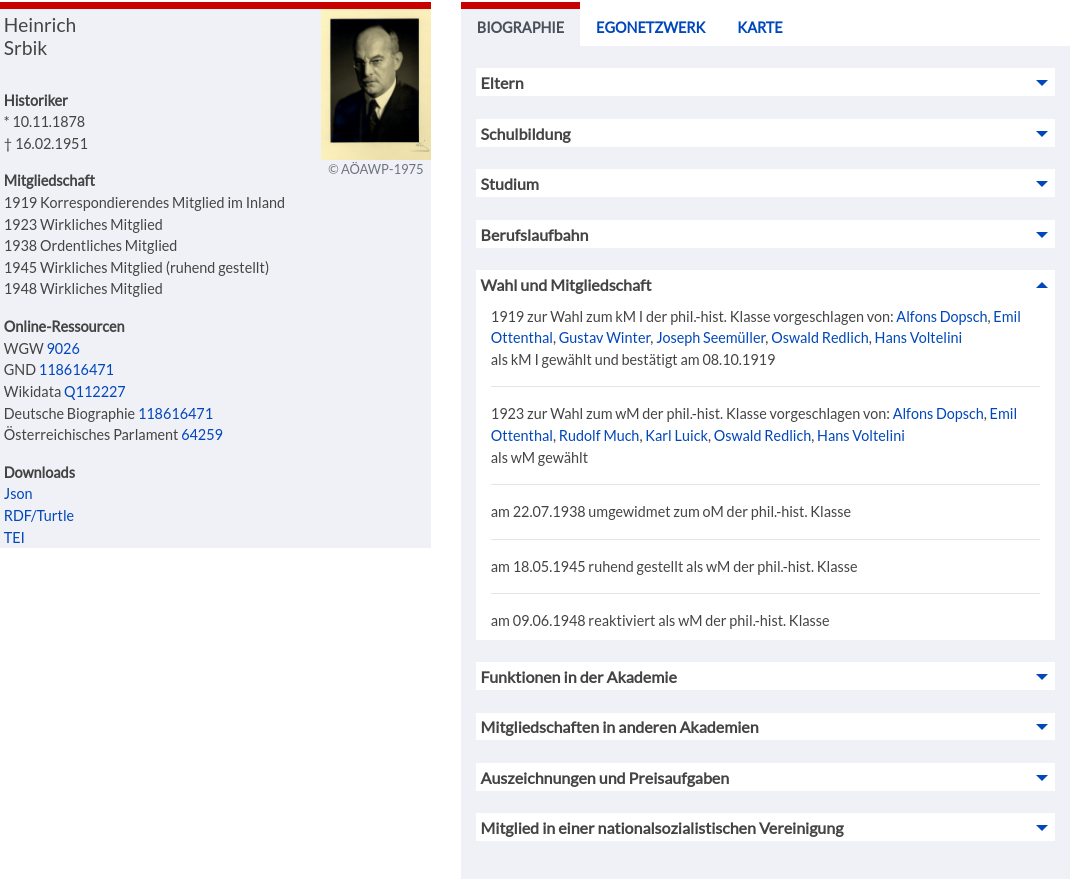 Heinrich
Srbik
Historiker
* 10.11.1878
† 16.02.1951
© AÖAWP-1975
Mitgliedschaft
1919 Korrespondierendes Mitglied im Inland
1923 Wirkliches Mitglied
1938 Ordentliches Mitglied
1945 Wirkliches Mitglied (ruhend gestellt)
1948 Wirkliches Mitglied
Online-Ressourcen
WGW 9026
GND 118616471
Wikidata Q112227
Deutsche Biographie 118616471
Österreichisches Parlament 64259
Downloads
Json
RDF/Turtle
TEI
BIOGRAPHIE EGONETZWERK KARTE
Eltern
Schulbildung
Studium
Berufslaufbahn
Wahl und Mitgliedschaft
1919 zur Wahl zum kM I der phil.-hist. Klasse vorgeschlagen von: Alfons Dopsch, Emil
Ottenthal, Gustav Winter, Joseph Seemüller, Oswald Redlich, Hans Voltelini
als kM I gewählt und bestätigt am 08.10.1919
1923 zur Wahl zum wM der phil.-hist. Klasse vorgeschlagen von: Alfons Dopsch, Emil
Ottenthal, Rudolf Much, Karl Luick, Oswald Redlich, Hans Voltelini
als wM gewählt
am 22.07.1938 umgewidmet zum oM der phil.-hist. Klasse
am 18.05.1945 ruhend gestellt als wM der phil.-hist. Klasse
am 09.06.1948 reaktiviert als wM der phil.-hist. Klasse
Funktionen in der Akademie
Mitgliedschaften in anderen Akademien
Auszeichnungen und Preisaufgaben
Mitglied in einer nationalsozialistischen Vereinigung